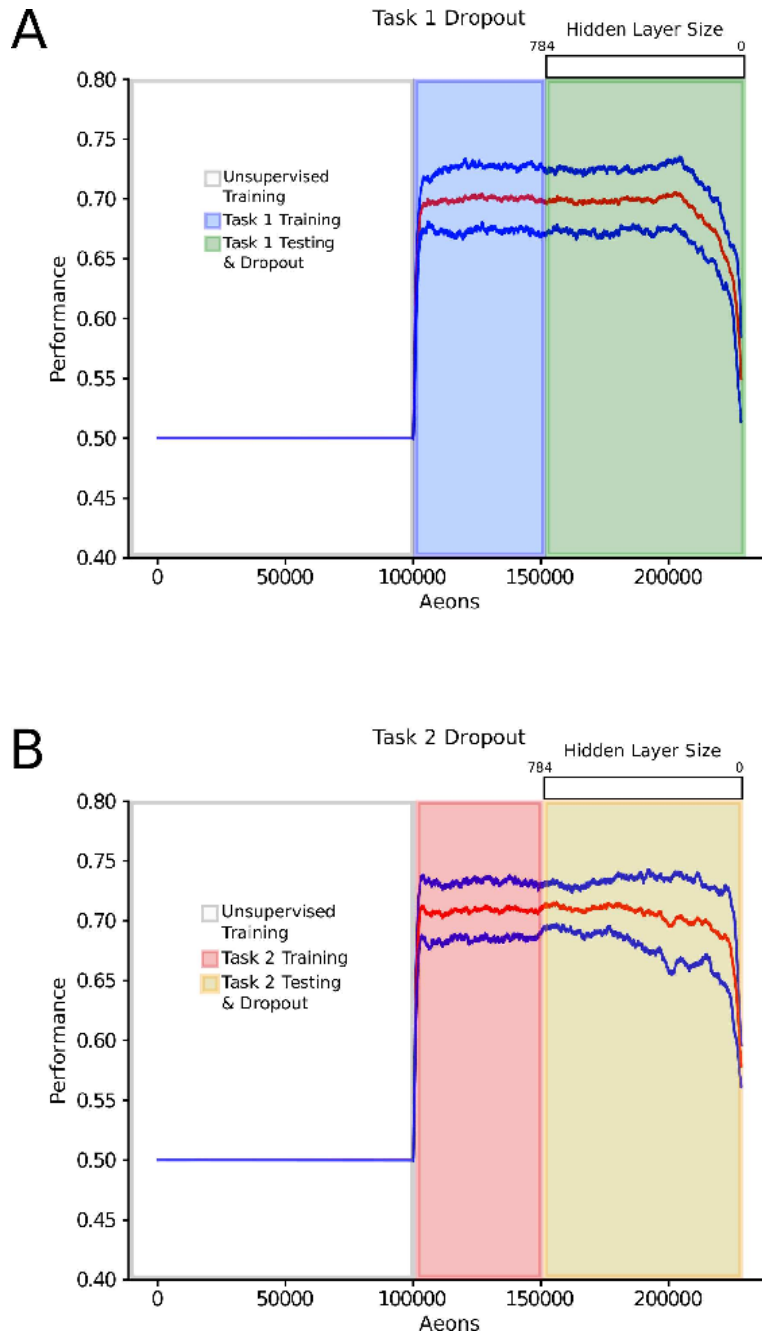 A
Task 1 Dropout
Hidden Layer Size
784 0
0.80
0.75
0.70
0.65
0.60
0.55
0.50
0.45
0.40
Performance
Unsupervised
Training
Task 1 Training
Task 1 Testing
& Dropout
0 50000 100000 150000 200000
Aeons
B
Task 2 Dropout
Hidden Layer Size
784 0
0.80
0.75
0.70
0.65
0.60
0.55
0.50
0.45
0.40
Performance
Unsupervised
Training
Task 2 Training
Task 2 Testing
& Dropout
0 50000 100000 150000 200000
Aeons